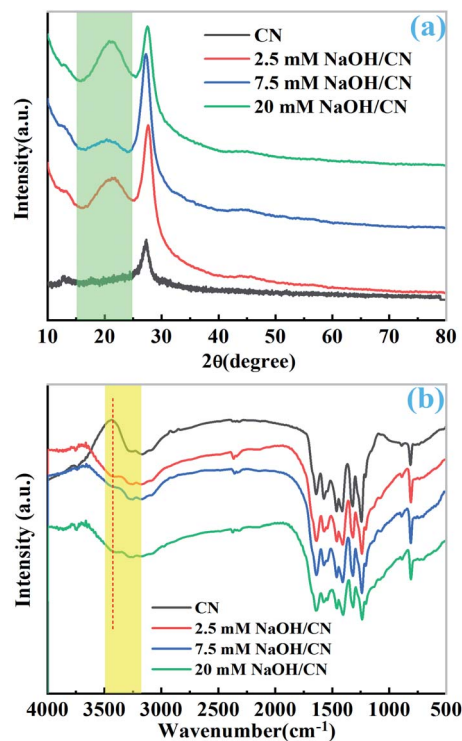 (a)
CN
2.5 mM NaOH/CN
7.5 mM NaOH/CN
20 mM NaOH/CN
Intensity(a.u.)
10 20 30 40 50 60 70 80
2θ(degree)
(b)
Intensity (a.u.)
CN
2.5 mM NaOH/CN
7.5 mM NaOH/CN
20 mM NaOH/CN
4000 3500 3000 2500 2000 1500 1000 500
Wavenumber(cm⁻¹)